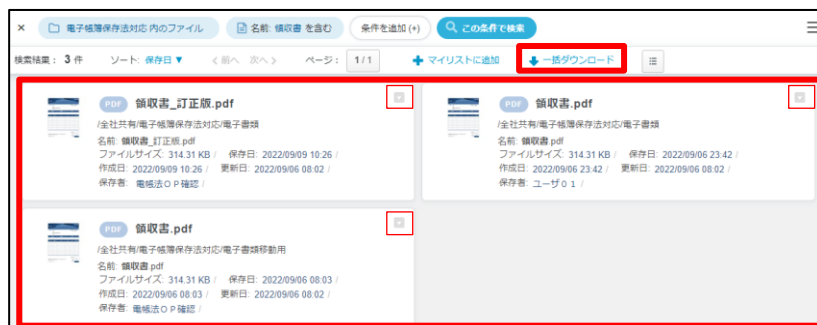 × 電子帳簿保存法対応 内のファイル 名前: 領収書 を含む 条件を追加 (+) この条件で検索
検索結果： 3 件 ソート: 保存日 ▼ < 前へ 次へ > ページ： 1 / 1 マイリストに追加 一括ダウンロード
PDF 領収書_訂正版.pdf
/全社共有/電子帳簿保存法対応/電子書類
名前: 領収書_訂正版.pdf
ファイルサイズ: 314.31 KB / 保存日: 2022/09/09 10:26 /
作成日: 2022/09/09 10:26 / 更新日: 2022/09/06 08:02 /
保存者: 電帳法ＯＰ確認 /
PDF 領収書.pdf
/全社共有/電子帳簿保存法対応/電子書類
名前: 領収書.pdf
ファイルサイズ: 314.31 KB / 保存日: 2022/09/06 23:42 /
作成日: 2022/09/06 23:42 / 更新日: 2022/09/06 08:02 /
保存者: ユーザ０１ /
PDF 領収書.pdf
/全社共有/電子帳簿保存法対応/電子書類移動用
名前: 領収書.pdf
ファイルサイズ: 314.31 KB / 保存日: 2022/09/06 08:03 /
作成日: 2022/09/06 08:03 / 更新日: 2022/09/06 08:02 /
保存者: 電帳法ＯＰ確認 /